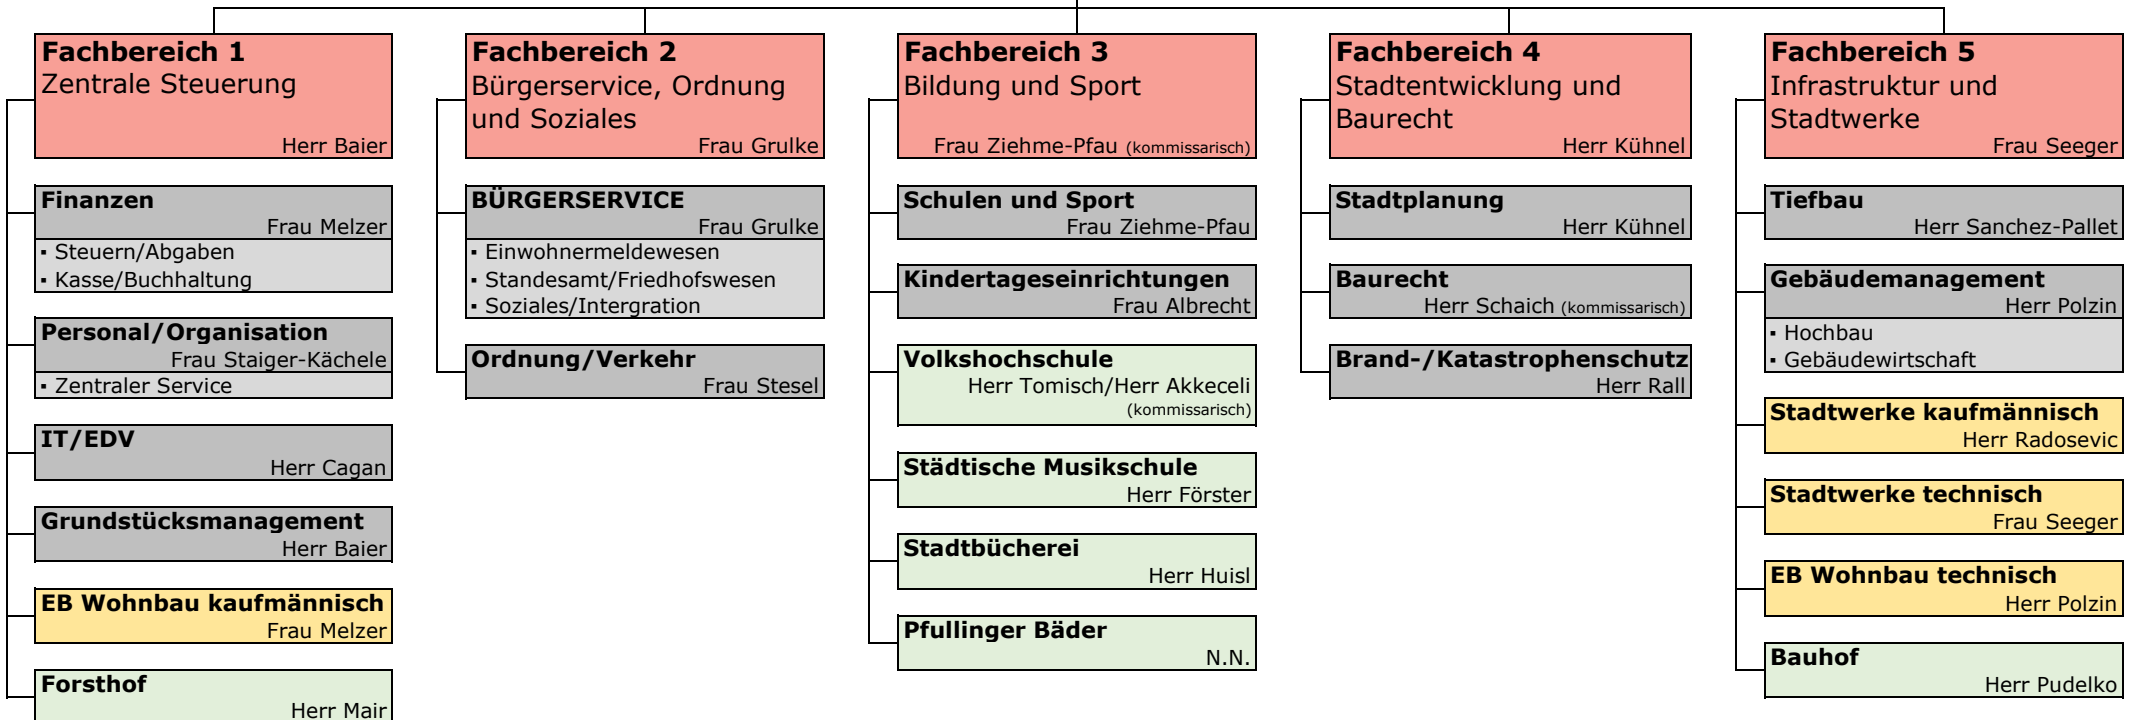 Fachbereich 1
Zentrale Steuerung
Herr Baier
Finanzen
Frau Melzer
▪ Steuern/Abgaben
▪ Kasse/Buchhaltung
Personal/Organisation
Frau Staiger-Kächele
▪ Zentraler Service
IT/EDV
Herr Cagan
Grundstücksmanagement
Herr Baier
EB Wohnbau kaufmännisch
Frau Melzer
Forsthof
Herr Mair
Fachbereich 2
Bürgerservice, Ordnung
und Soziales
Frau Grulke
BÜRGERSERVICE
Frau Grulke
▪ Einwohnermeldewesen
▪ Standesamt/Friedhofswesen
▪ Soziales/Intergration
Ordnung/Verkehr
Frau Stesel
Fachbereich 3
Bildung und Sport
Frau Ziehme-Pfau (kommissarisch)
Schulen und Sport
Frau Ziehme-Pfau
Kindertageseinrichtungen
Frau Albrecht
Volkshochschule
Herr Tomisch/Herr Akkeceli
(kommissarisch)
Städtische Musikschule
Herr Förster
Stadtbücherei
Herr Huisl
Pfullinger Bäder
N.N.
Fachbereich 4
Stadtentwicklung und
Baurecht
Herr Kühnel
Stadtplanung
Herr Kühnel
Baurecht
Herr Schaich (kommissarisch)
Brand-/Katastrophenschutz
Herr Rall
Fachbereich 5
Infrastruktur und
Stadtwerke
Frau Seeger
Tiefbau
Herr Sanchez-Pallet
Gebäudemanagement
Herr Polzin
▪ Hochbau
▪ Gebäudewirtschaft
Stadtwerke kaufmännisch
Herr Radosevic
Stadtwerke technisch
Frau Seeger
EB Wohnbau technisch
Herr Polzin
Bauhof
Herr Pudelko